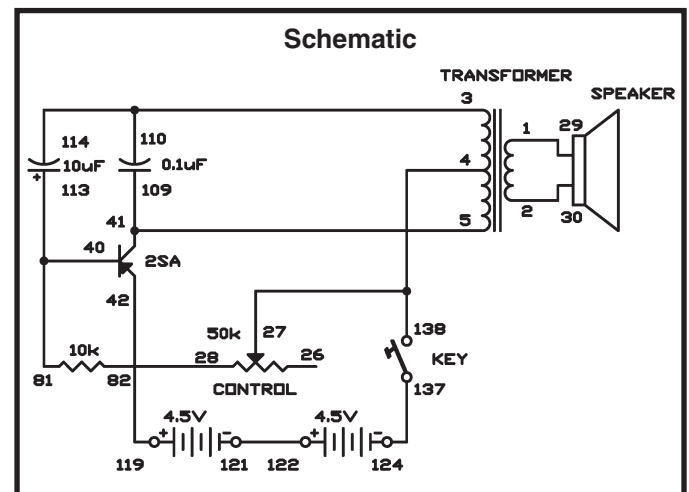 Schematic
TRANSFORMER
3
SPEAKER
114
110
1
29
10uF
0.1uF
4
+
113
109
2
30
41
5
40
2SA
42
50k
27
138
10k
28
26
KEY
81
82
CONTROL
137
4.5V
4.5V
+
-
+
-
119
121
122
124